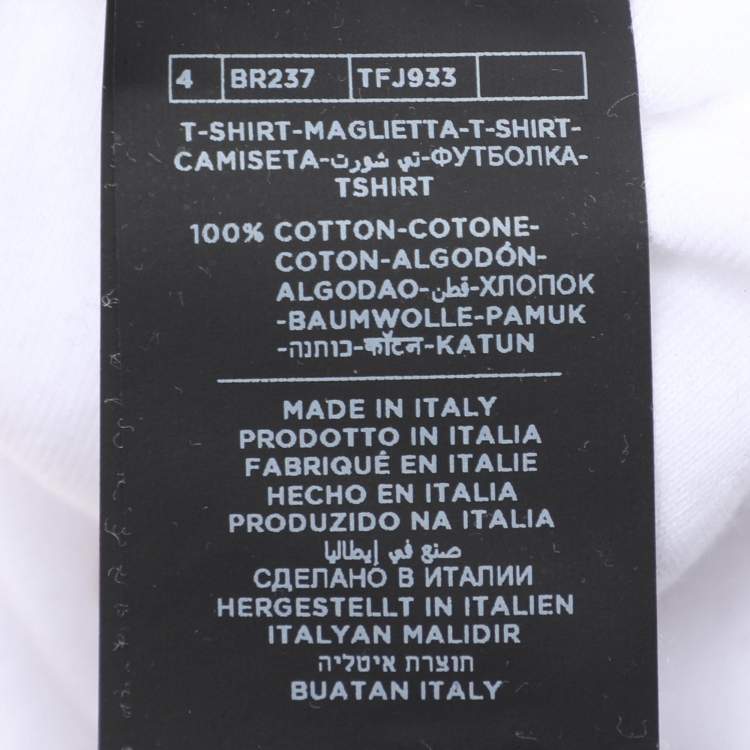 4 BR237 TFJ933
T-SHIRT-MAGLIETTA-T-SHIRT-
CAMISETA-تي شورت-ФУТБОЛКА-
TSHIRT
100% COTTON-COTONE-
COTON-ALGODÓN-
ALGODAO-قطن-ХЛОПОК
-BAUMWOLLE-PAMUK
-כותנה-कॉटन-KATUN
MADE IN ITALY
PRODOTTO IN ITALIA
FABRIQUÉ EN ITALIE
HECHO EN ITALIA
PRODUZIDO NA ITALIA
صنع في إيطاليا
СДЕЛАНО В ИТАЛИИ
HERGESTELLT IN ITALIEN
ITALYAN MALIDIR
תוצרת איטליה
BUATAN ITALY